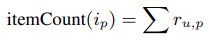 itemCount(i_p) = ∑ r_{u,p}